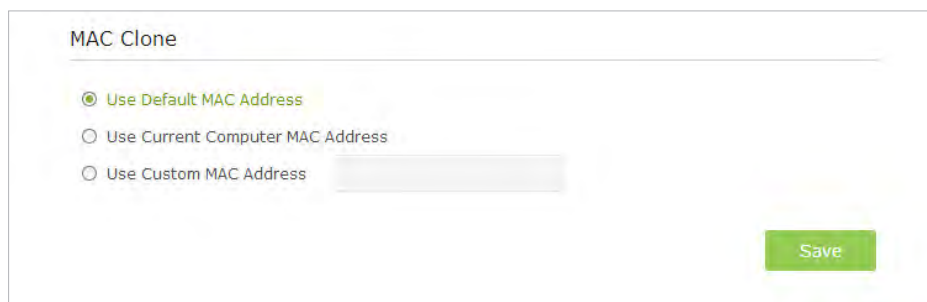 MAC Clone
Use Default MAC Address
Use Current Computer MAC Address
Use Custom MAC Address
Save